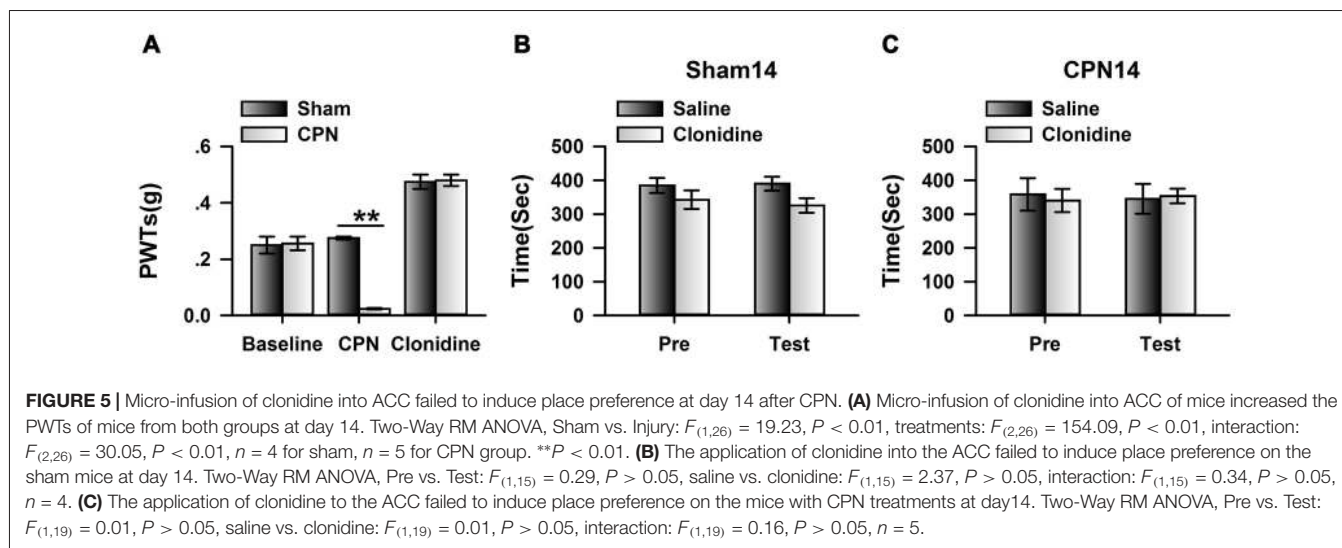 A
B
C
Sham14
CPN14
Sham
CPN
Saline
Clonidine
Saline
Clonidine
PWTs(g)
.6
.4
.2
0.0
**
Baseline CPN Clonidine
Time(Sec)
500
400
300
200
100
0
Pre Test
Time(Sec)
500
400
300
200
100
0
Pre Test
FIGURE 5 | Micro-infusion of clonidine into ACC failed to induce place preference at day 14 after CPN. (A) Micro-infusion of clonidine into ACC of mice increased the
PWTs of mice from both groups at day 14. Two-Way RM ANOVA, Sham vs. Injury: F(1,26) = 19.23, P < 0.01, treatments: F(2,26) = 154.09, P < 0.01, interaction:
F(2,26) = 30.05, P < 0.01, n = 4 for sham, n = 5 for CPN group. **P < 0.01. (B) The application of clonidine into the ACC failed to induce place preference on the
sham mice at day 14. Two-Way RM ANOVA, Pre vs. Test: F(1,15) = 0.29, P > 0.05, saline vs. clonidine: F(1,15) = 2.37, P > 0.05, interaction: F(1,15) = 0.34, P > 0.05,
n = 4. (C) The application of clonidine to the ACC failed to induce place preference on the mice with CPN treatments at day14. Two-Way RM ANOVA, Pre vs. Test:
F(1,19) = 0.01, P > 0.05, saline vs. clonidine: F(1,19) = 0.01, P > 0.05, interaction: F(1,19) = 0.16, P > 0.05, n = 5.